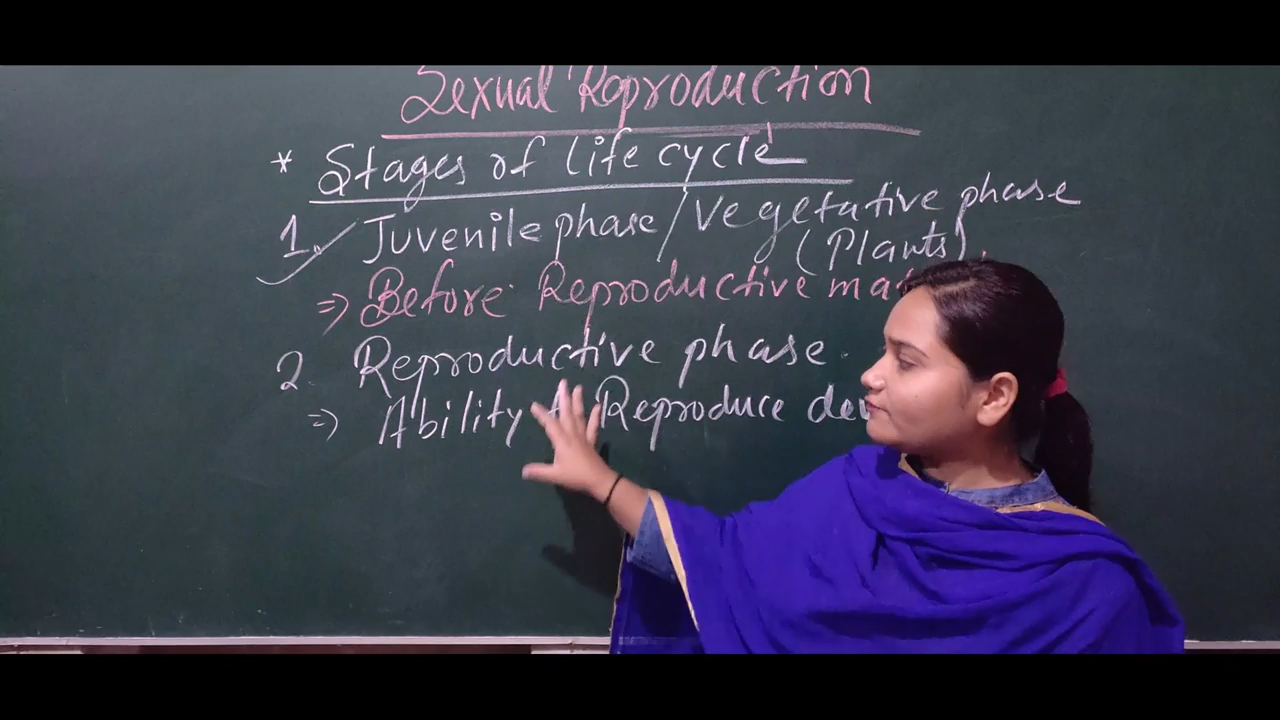 Sexual Reproduction
* Stages of life cycle
1. Juvenile phase/Vegetative phase
(Plants)
⇒ Before Reproductive
2. Reproductive phase.
⇒ Ability Reproduce